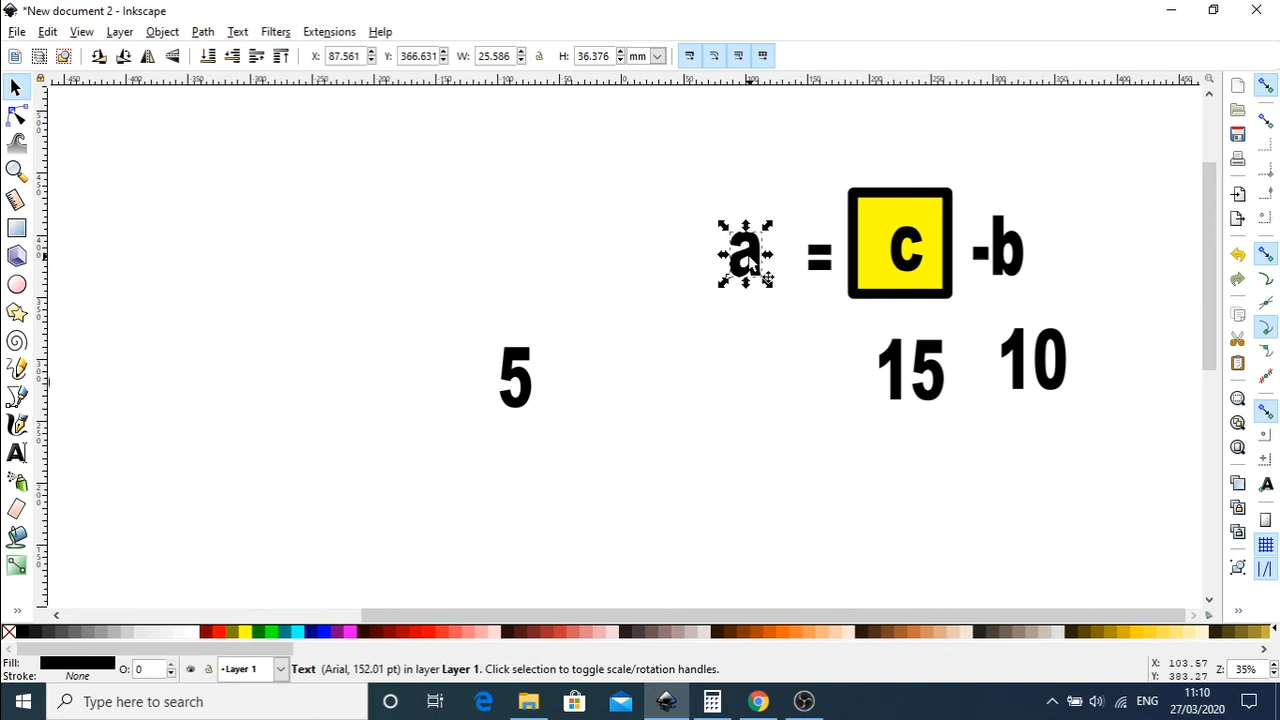 *New document 2 - Inkscape
File Edit View Layer Object Path Text Filters Extensions Help
X: 87.561 Y: 366.631 W: 25.586 H: 36.376 mm
a = c -b
5 15 10
Fill:
Stroke: None O: 0 Layer 1 Text (Arial, 152.01 pt) in layer Layer 1. Click selection to toggle scale/rotation handles. X: 103.57 Y: 383.27 Z: 35%
Type here to search ENG 11:10 27/03/2020